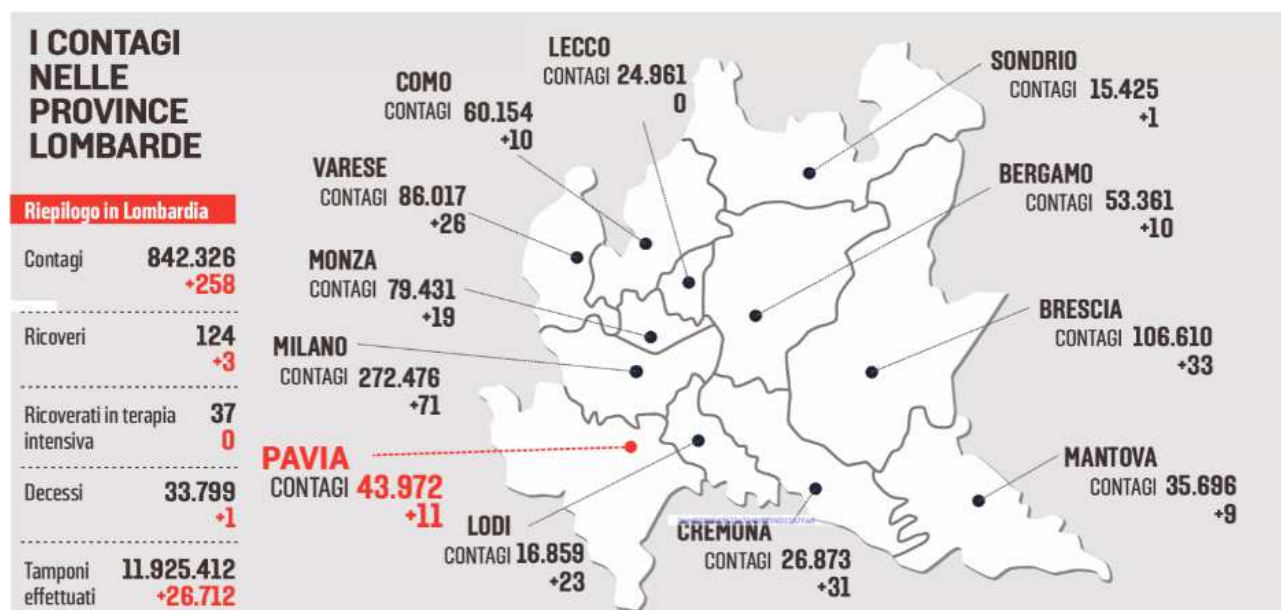 I CONTAGI
NELLE
PROVINCE
LOMBARDE
Riepilogo in Lombardia
Contagi 842.326
+258
Ricoveri 124
+3
Ricoverati in terapia 37
intensiva 0
Decessi 33.799
+1
Tamponi 11.925.412
effettuati +26.712
LECCO
CONTAGI 24.961
0
COMO
CONTAGI 60.154
+10
VARESE
CONTAGI 86.017
+26
MONZA
CONTAGI 79.431
+19
MILANO
CONTAGI 272.476
+71
PAVIA
CONTAGI 43.972
+11
LODI
CONTAGI 16.859
+23
CREMONA
CONTAGI 26.873
+31
SONDRIO
CONTAGI 15.425
+1
BERGAMO
CONTAGI 53.361
+10
BRESCIA
CONTAGI 106.610
+33
MANTOVA
CONTAGI 35.696
+9